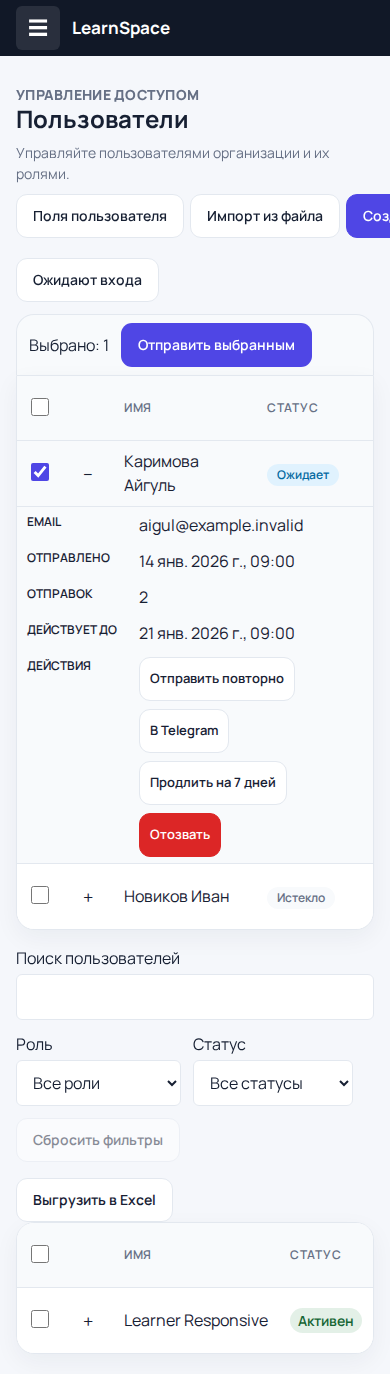 ☰ LearnSpace
УПРАВЛЕНИЕ ДОСТУПОМ
Пользователи
Управляйте пользователями организации и их
ролями.
Поля пользователя Импорт из файла Соз
Ожидают входа
Выбрано: 1 Отправить выбранным
ИМЯ СТАТУС
– Каримова
Айгуль Ожидает
EMAIL aigul@example.invalid
ОТПРАВЛЕНО 14 янв. 2026 г., 09:00
ОТПРАВОК 2
ДЕЙСТВУЕТ ДО 21 янв. 2026 г., 09:00
ДЕЙСТВИЯ Отправить повторно
В Telegram
Продлить на 7 дней
Отозвать
+ Новиков Иван Истекло
Поиск пользователей
Роль Статус
Все роли Все статусы
Сбросить фильтры
Выгрузить в Excel
ИМЯ СТАТУС
+ Learner Responsive Активен